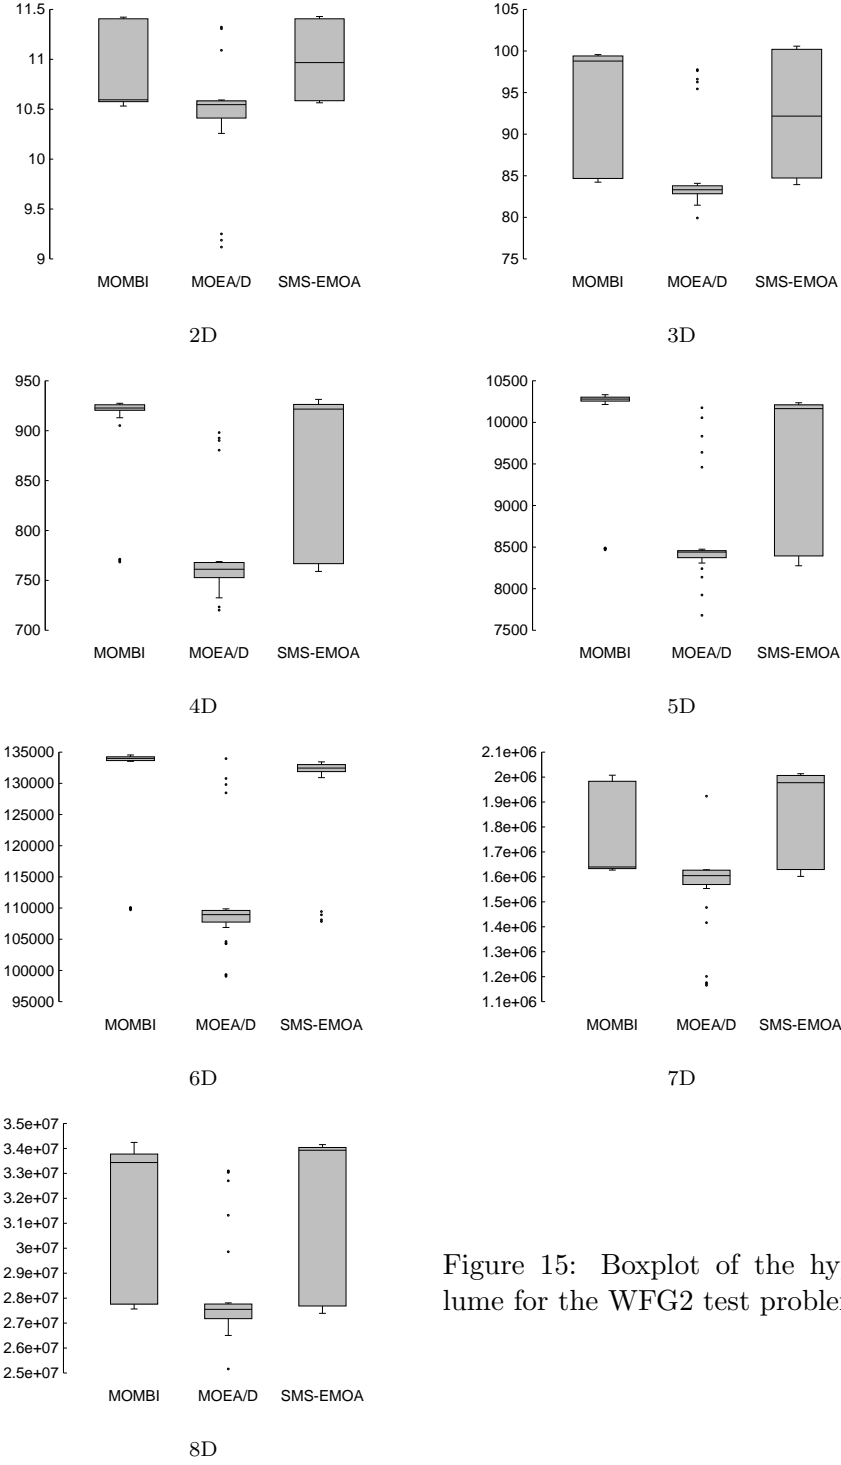 11.5
11
10.5
10
9.5
9
MOMBI MOEA/D SMS-EMOA
2D
105
100
95
90
85
80
75
MOMBI MOEA/D SMS-EMOA
3D
950
900
850
800
750
700
MOMBI MOEA/D SMS-EMOA
4D
10500
10000
9500
9000
8500
8000
7500
MOMBI MOEA/D SMS-EMOA
5D
135000
130000
125000
120000
115000
110000
105000
100000
95000
MOMBI MOEA/D SMS-EMOA
6D
2.1e+06
2e+06
1.9e+06
1.8e+06
1.7e+06
1.6e+06
1.5e+06
1.4e+06
1.3e+06
1.2e+06
1.1e+06
MOMBI MOEA/D SMS-EMOA
7D
3.5e+07
3.4e+07
3.3e+07
3.2e+07
3.1e+07
3e+07
2.9e+07
2.8e+07
2.7e+07
2.6e+07
2.5e+07
MOMBI MOEA/D SMS-EMOA
8D
Figure 15: Boxplot of the hy
lume for the WFG2 test proble